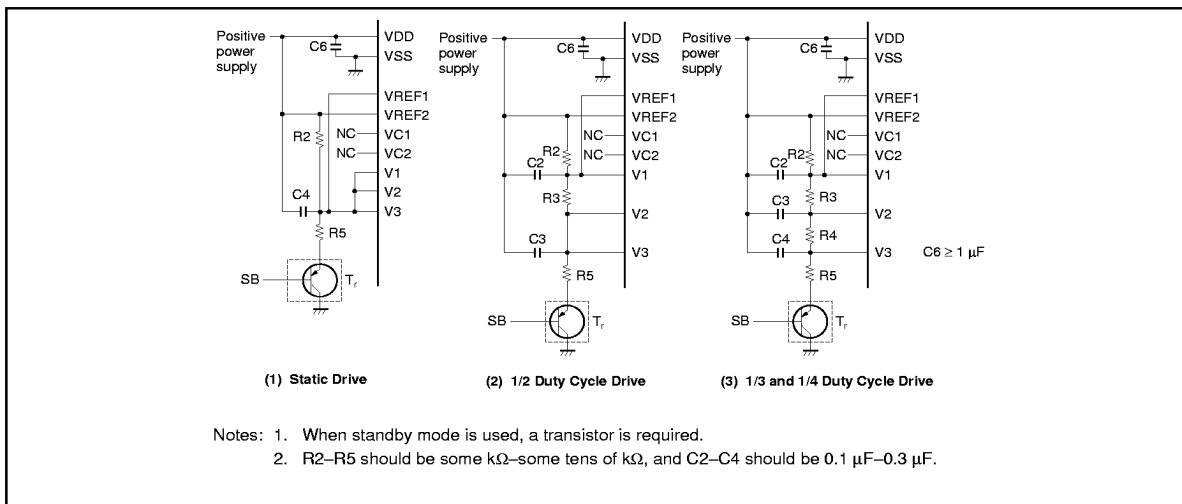 Positive
power
supply
C6
VDD
VSS
VREF1
VREF2
R2
NC
VC1
NC
VC2
V1
V2
C4
V3
R5
SB
Tr
(1) Static Drive
Positive
power
supply
C6
VDD
VSS
VREF1
VREF2
NC
VC1
R2
NC
VC2
C2
V1
R3
V2
C3
V3
R5
SB
Tr
(2) 1/2 Duty Cycle Drive
Positive
power
supply
C6
VDD
VSS
VREF1
VREF2
NC
VC1
R2
NC
VC2
C2
V1
C3
R3
V2
C4
R4
V3
C6 ≥ 1 μF
R5
SB
Tr
(3) 1/3 and 1/4 Duty Cycle Drive
Notes: 1. When standby mode is used, a transistor is required.
2. R2–R5 should be some kΩ–some tens of kΩ, and C2–C4 should be 0.1 μF–0.3 μF.